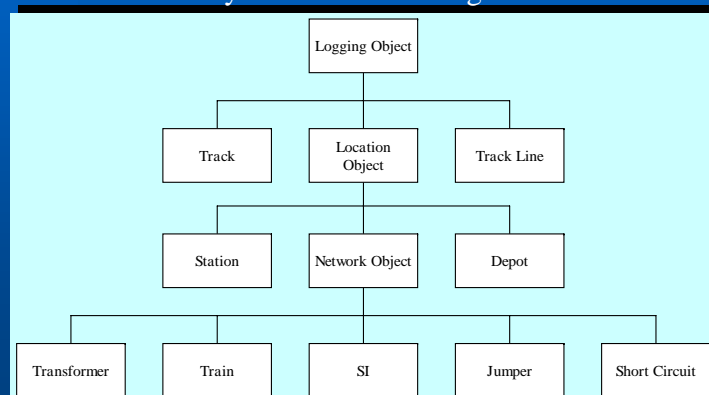 Logging Object
Track
Location
Object
Track Line
Station
Network Object
Depot
Transformer
Train
SI
Jumper
Short Circuit